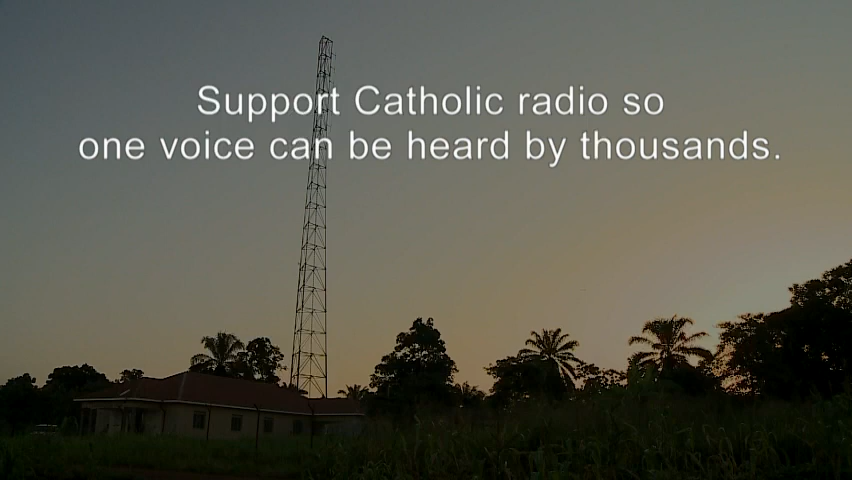 Support Catholic radio so
one voice can be heard by thousands.